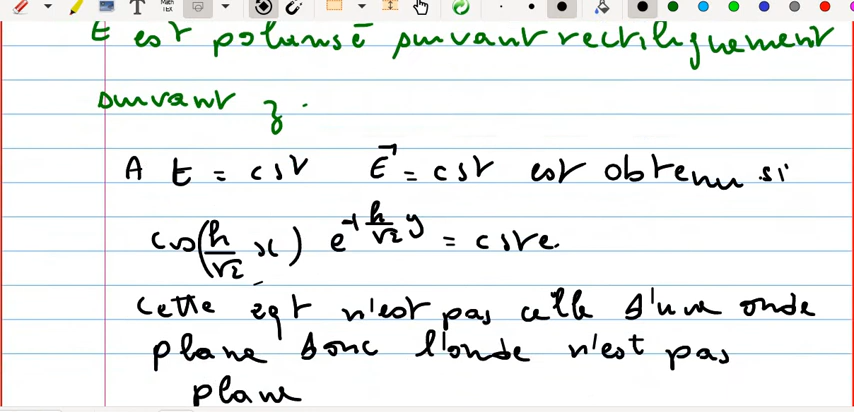 E est polarisé suivant rectilignement
suivant z.
A t = cst E⃗ = cst est obtenu si
cos(k/√2 x) e^{-i k/√2 y} = cste.
cette eqt n'est pas celle d'une onde
plane donc l'onde n'est pas
plane